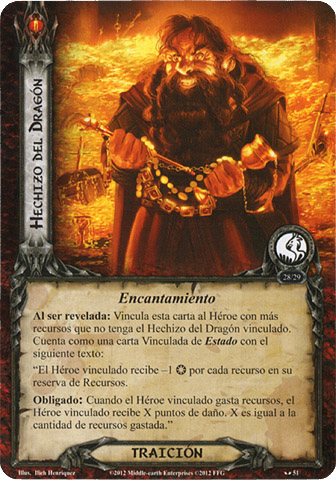 HECHIZO DEL DRAGÓN
28/29
Encantamiento
Al ser revelada: Vincula esta carta al Héroe con más
recursos que no tenga el Hechizo del Dragón vinculado.
Cuenta como una carta Vinculada de Estado con el
siguiente texto:
“El Héroe vinculado recibe –1 por cada recurso en su
reserva de Recursos.
Obligado: Cuando el Héroe vinculado gasta recursos, el
Héroe vinculado recibe X puntos de daño. X es igual a la
cantidad de recursos gastada.”
TRAICIÓN
Illus. Ilich Henriquez ©2012 Middle-earth Enterprises ©2012 FFG 51